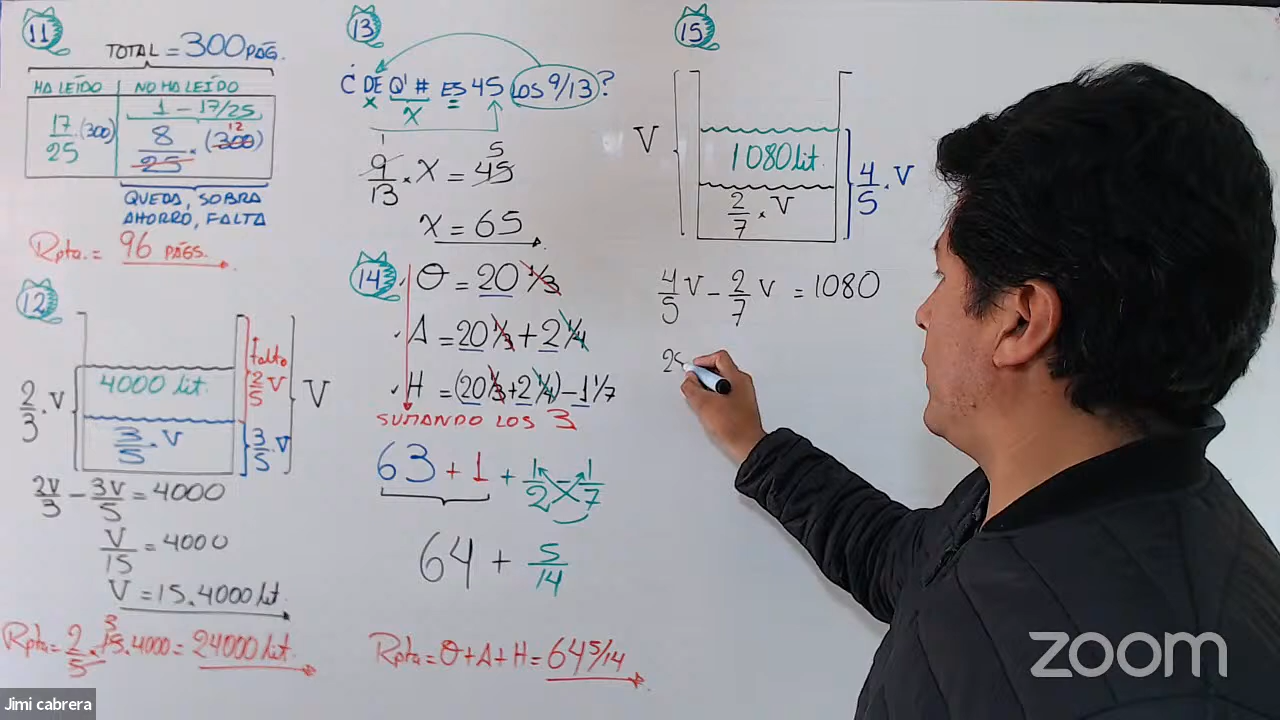 11
TOTAL = 300 PÁG.
HA LEÍDO NO HA LEÍDO
1 - 17/25
17/25 . (300) 8/25 . (300) 12
QUEDA, SOBRA
AHORRO, FALTA
Rpta. = 96 PÁGS.
12
falta
2/5 V
4000 lit.
2/3 . V
V
3/5 . V
3/5 . V
2V/3 - 3V/5 = 4000
V/15 = 4000
V = 15.4000 lit.
Rpta = 2/5 . 15.4000 = 24000 lit.
3
13
¿ DE Q' # ES 45 LOS 9/13 ?
x x =
1 5
9/13 . x = 45
x = 65
14
O = 20 1/3
A = 20 1/3 + 2 1/4
H = (20 1/3 + 2 1/4) - 1 1/7
SUMANDO LOS 3
63 + 1 + 1/2 - 1/7
64 + 5/14
Rpta = O + A + H = 64 5/14
15
V
1080 lit.
4/5 . V
2/7 . V
4/5 V - 2/7 V = 1080
28
zoom
Jimi cabrera